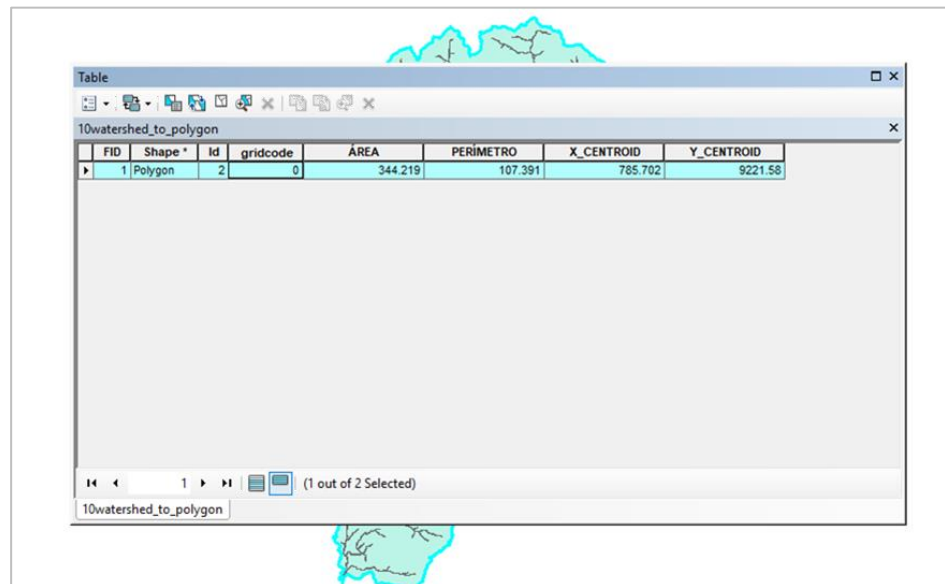 Table
10watershed_to_polygon
FID Shape * Id gridcode ÁREA PERÍMETRO X_CENTROID Y_CENTROID
1 Polygon 2 0 344.219 107.391 785.702 9221.58
1 (1 out of 2 Selected)
10watershed_to_polygon